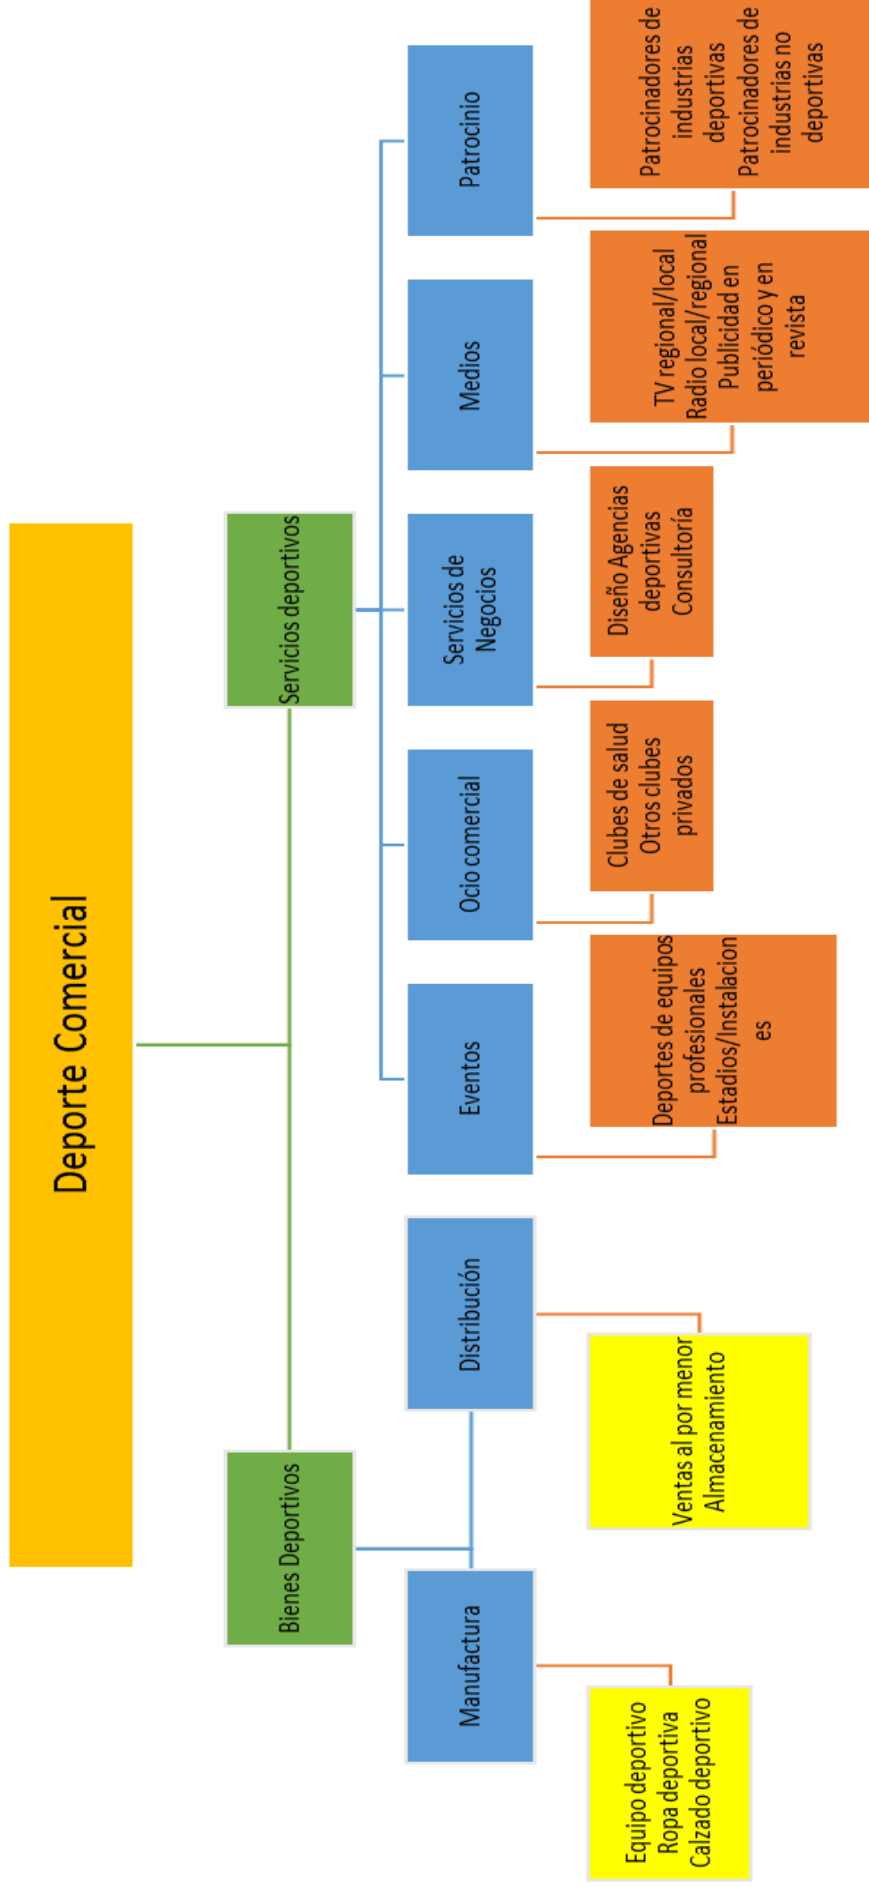 Deporte Comercial
Bienes Deportivos
Servicios deportivos
Manufactura
Distribución
Eventos
Ocio comercial
Servicios de
Negocios
Medios
Patrocinio
Equipo deportivo
Ropa deportiva
Calzado deportivo
Ventas al por menor
Almacenamiento
Deportes de equipos
profesionales
Estadios/Instalacion
es
Clubes de salud
Otros clubes
privados
Diseño Agencias
deportivas
Consultoría
TV regional/local
Radio local/regional
Publicidad en
periódico y en
revista
Patrocinadores de
industrias
deportivas
Patrocinadores de
industrias no
deportivas